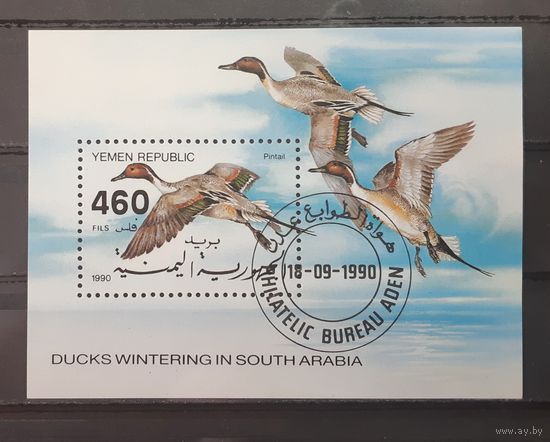 YEMEN REPUBLIC
Pintail
460
FILS فلس
بريد
الجمهورية اليمنية
1990
هواة الطوابع عدن
18-09-1990
PHILATELIC BUREAU ADEN
DUCKS WINTERING IN SOUTH ARABIA
www.ay.by